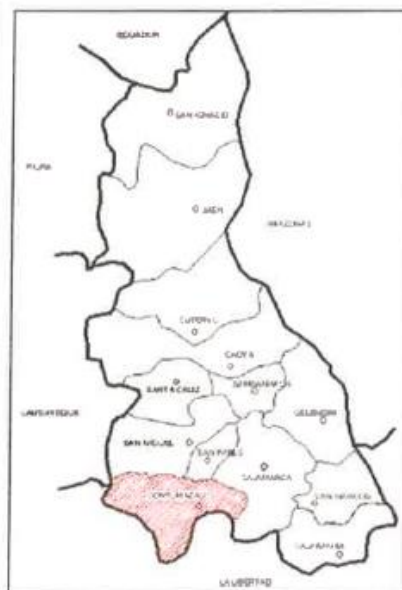 ECUADOR
SAN IGNACIO
PIURA
JAEN
AMAZONAS
CUTERVO
CHOTA
SANTA CRUZ
LAMBAYEQUE
CELENDIN
SAN MIGUEL
SAN PABLO
CAJAMARCA
SAN MARCOS
CONTUMAZA
CAJABAMBA
LA LIBERTAD